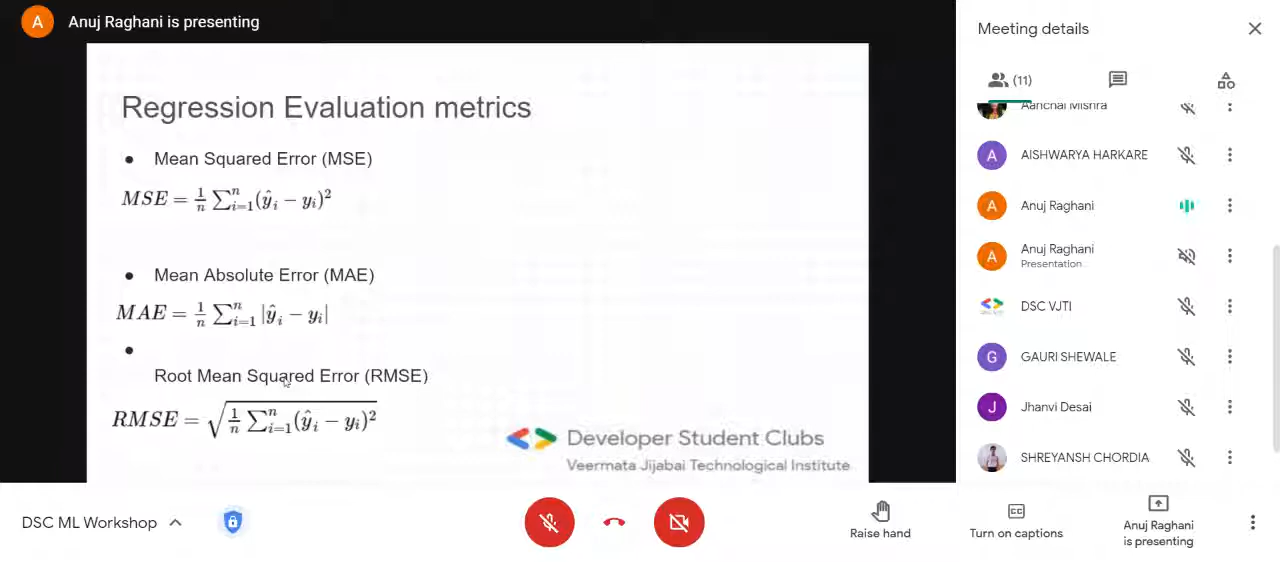 A Anuj Raghani is presenting
Regression Evaluation metrics
● Mean Squared Error (MSE)
MSE = 1/n ∑ⁿᵢ₌₁(ŷᵢ − yᵢ)²
● Mean Absolute Error (MAE)
MAE = 1/n ∑ⁿᵢ₌₁|ŷᵢ − yᵢ|
●
Root Mean Squared Error (RMSE)
RMSE = √(1/n ∑ⁿᵢ₌₁(ŷᵢ − yᵢ)²)
Developer Student Clubs
Veermata Jijabai Technological Institute
Meeting details
(11)
Aanchal Mishra
A AISHWARYA HARKARE
A Anuj Raghani
A Anuj Raghani
Presentation
DSC VJTI
G GAURI SHEWALE
J Jhanvi Desai
SHREYANSH CHORDIA
DSC ML Workshop
Raise hand
CC
Turn on captions
Anuj Raghani
is presenting